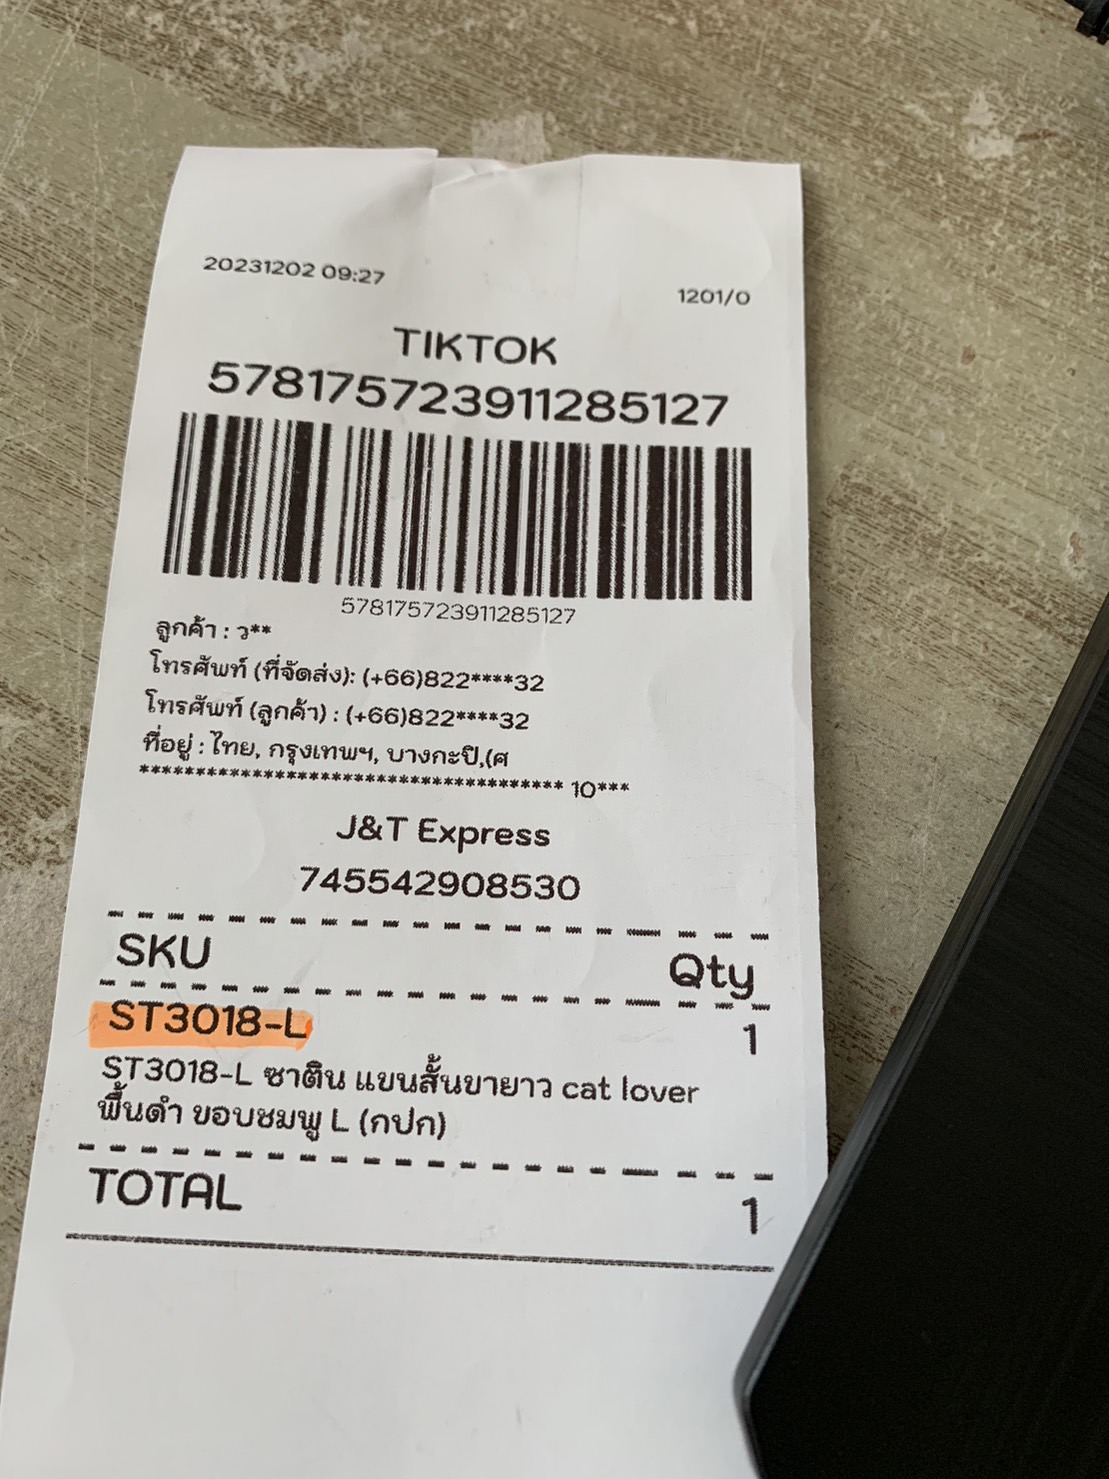 20231202 09:27
1201/0
TIKTOK
578175723911285127
578175723911285127
ลูกค้า : ว**
โทรศัพท์ (ที่จัดส่ง): (+66)822****32
โทรศัพท์ (ลูกค้า) : (+66)822****32
ที่อยู่ : ไทย, กรุงเทพฯ, บางกะปิ,(ศ
************************************* 10***
J&T Express
745542908530
SKU Qty
ST3018-L 1
ST3018-L ซาติน แขนสั้นขายาว cat lover
พื้นดำ ขอบชมพู L (กปก)
TOTAL 1